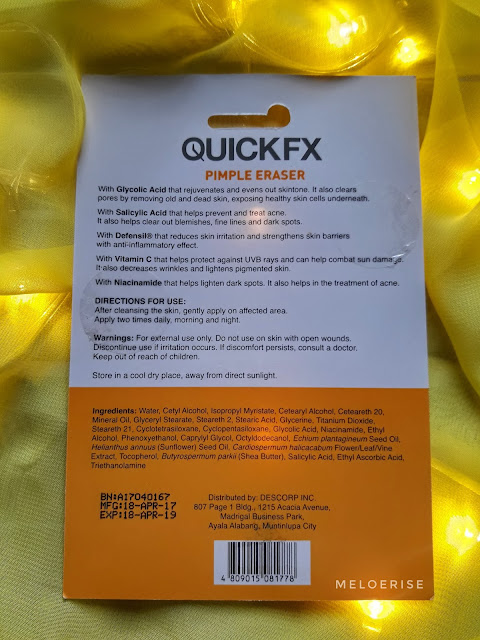 QUICKFX
PIMPLE ERASER
With Glycolic Acid that rejuvenates and evens out skintone. It also clears
pores by removing old and dead skin, exposing healthy skin cells underneath.
With Salicylic Acid that helps prevent and treat acne.
It also helps clear out blemishes, fine lines and dark spots.
With Defensil® that reduces skin irritation and strengthens skin barriers
with anti-inflammatory effect.
With Vitamin C that helps protect against UVB rays and can help combat sun damage.
It also decreases wrinkles and lightens pigmented skin.
With Niacinamide that helps lighten dark spots. It also helps in the treatment of acne.
DIRECTIONS FOR USE:
After cleansing the skin, gently apply on affected area.
Apply two times daily, morning and night.
Warnings: For external use only. Do not use on skin with open wounds.
Discontinue use if irritation occurs. If discomfort persists, consult a doctor.
Keep out of reach of children.
Store in a cool dry place, away from direct sunlight.
Ingredients: Water, Cetyl Alcohol, Isopropyl Myristate, Cetearyl Alcohol, Ceteareth 20,
Mineral Oil, Glyceryl Stearate, Steareth 2, Stearic Acid, Glycerine, Titanium Dioxide,
Steareth 21, Cyclotetrasiloxane, Cyclopentasiloxane, Glycolic Acid, Niacinamide, Ethyl
Alcohol, Phenoxyethanol, Caprylyl Glycol, Octyldodecanol, Echium plantagineum Seed Oil,
Helianthus annuus (Sunflower) Seed Oil, Cardiospermum halicacabum Flower/Leaf/Vine
Extract, Tocopherol, Butyrospermum parkii (Shea Butter), Salicylic Acid, Ethyl Ascorbic Acid,
Triethanolamine
BN:A17040167
MFG:18-APR-17
EXP:18-APR-19
Distributed by: DESCORP INC.
607 Page 1 Bldg., 1215 Acacia Avenue,
Madrigal Business Park,
Ayala Alabang, Muntinlupa City
4 809015 081778
MELOERISE